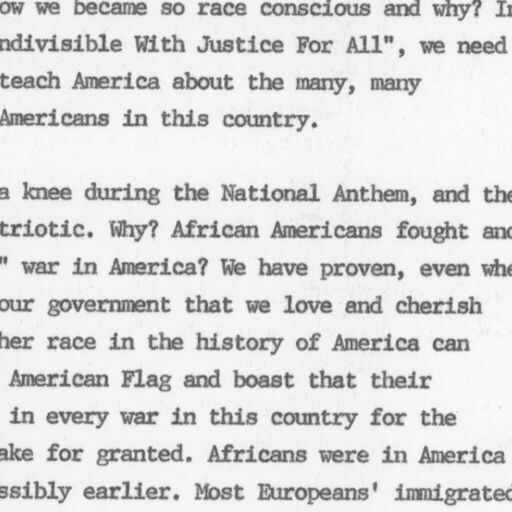 ow we became so race conscious and why? In
ndivisible With Justice For All", we need
teach America about the many, many
Americans in this country.
a knee during the National Anthem, and the
triotic. Why? African Americans fought and
" war in America? We have proven, even whe
our government that we love and cherish
her race in the history of America can
American Flag and boast that their
in every war in this country for the
ake for granted. Africans were in America
ssibly earlier. Most Europeans' immigrated